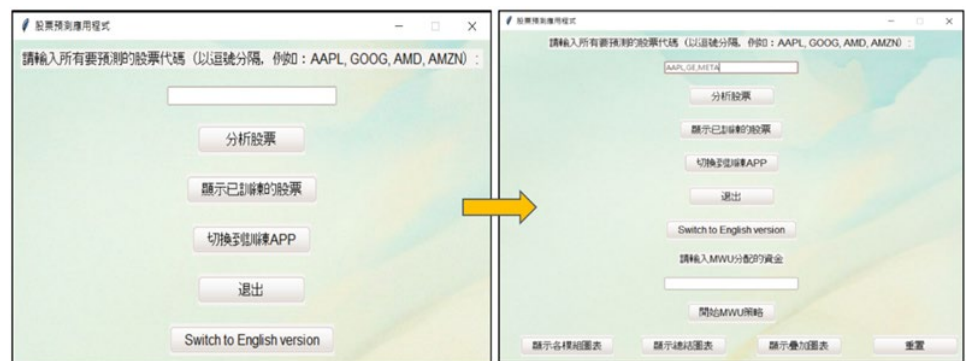 股票預測應用程式
請輸入所有要預測的股票代碼（以逗號分隔，例如：AAPL, GOOG, AMD, AMZN）:
分析股票
顯示已訓練的股票
切換到訓練APP
退出
Switch to English version
股票預測應用程式
請輸入所有要預測的股票代碼（以逗號分隔，例如：AAPL, GOOG, AMD, AMZN）:
AAPL,GE,META
分析股票
顯示已訓練的股票
切換到訓練APP
退出
Switch to English version
請輸入MWU分配的資金
開始MWU策略
顯示各模組圖表
顯示總結圖表
顯示疊加圖表
重置